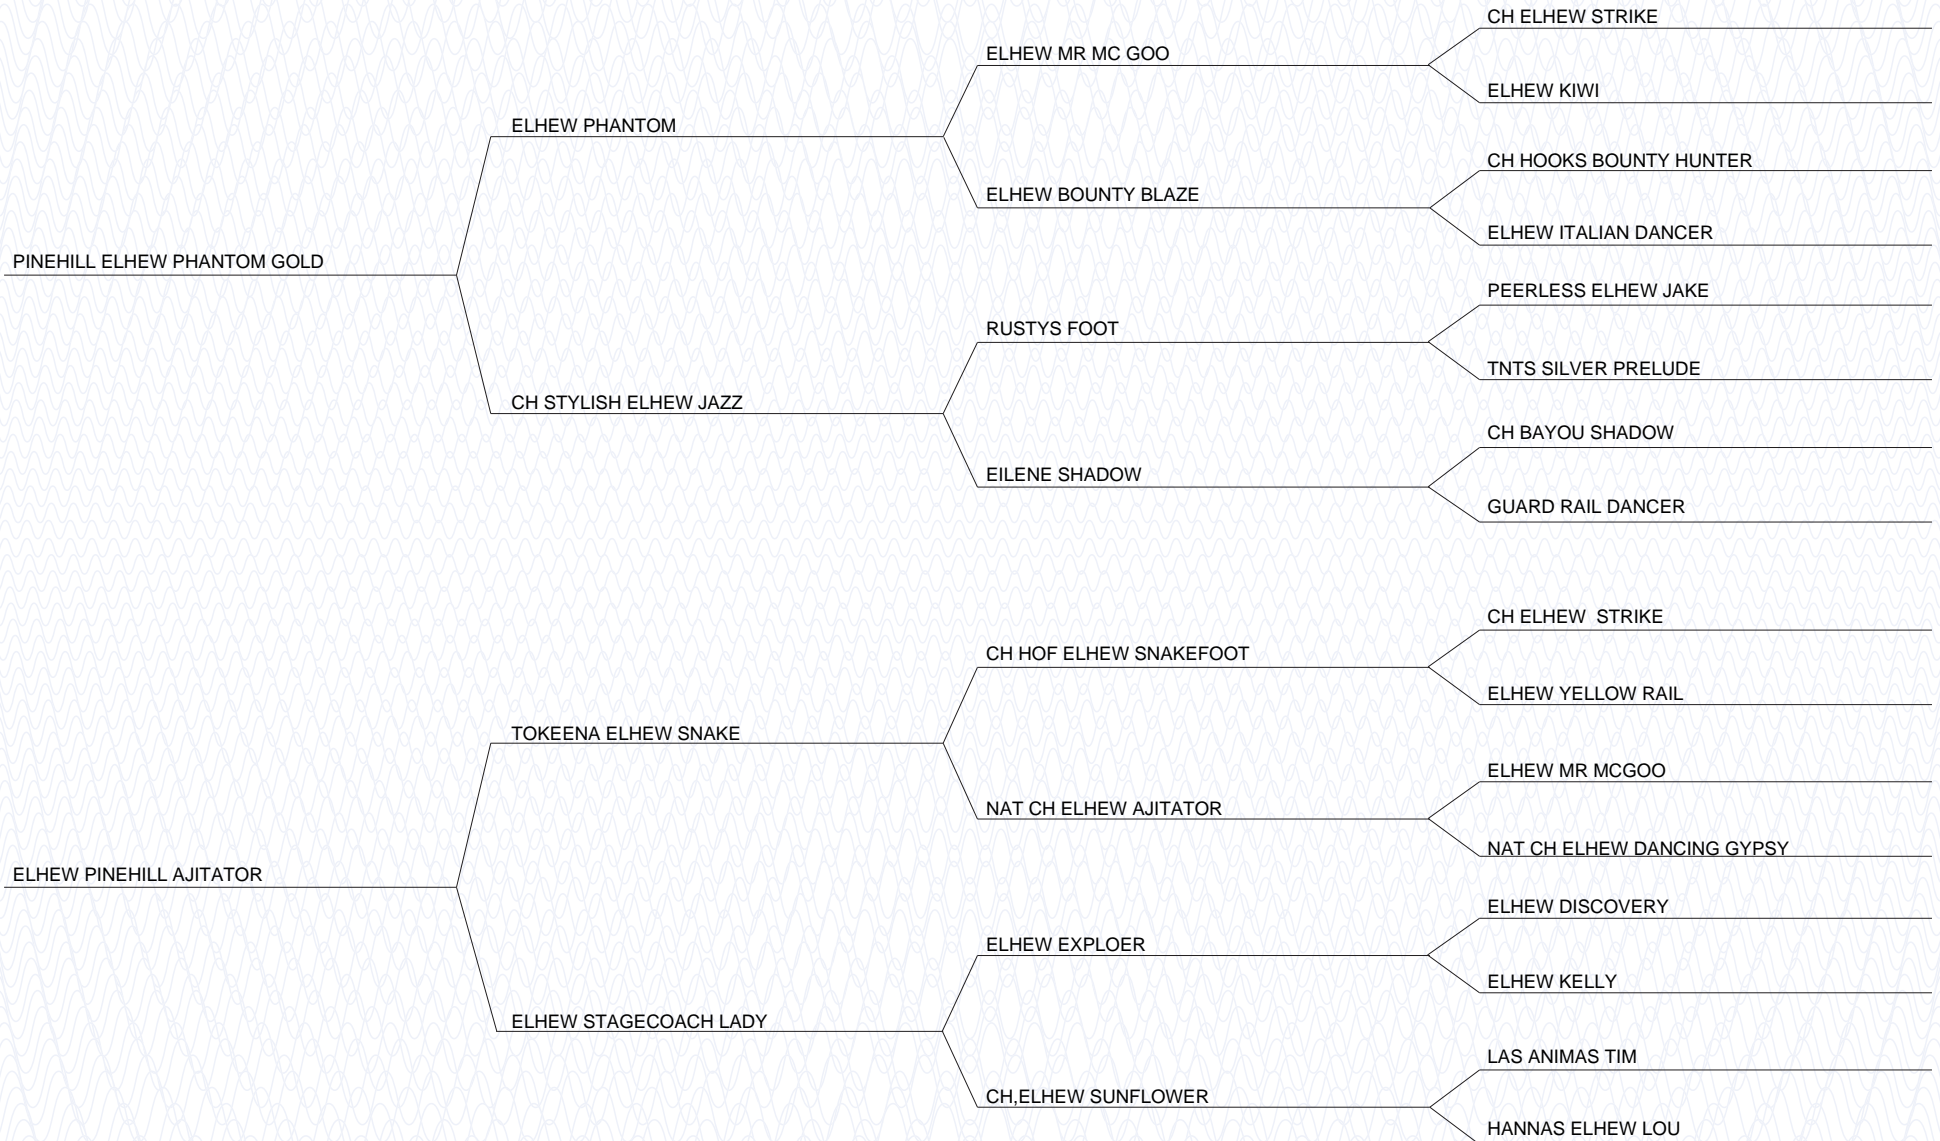 CH ELHEW STRIKE
ELHEW MR MC GOO
ELHEW KIWI
ELHEW PHANTOM
CH HOOKS BOUNTY HUNTER
ELHEW BOUNTY BLAZE
ELHEW ITALIAN DANCER
PINEHILL ELHEW PHANTOM GOLD
PEERLESS ELHEW JAKE
RUSTYS FOOT
TNTS SILVER PRELUDE
CH STYLISH ELHEW JAZZ
CH BAYOU SHADOW
EILENE SHADOW
GUARD RAIL DANCER
CH ELHEW  STRIKE
CH HOF ELHEW SNAKEFOOT
ELHEW YELLOW RAIL
TOKEENA ELHEW SNAKE
ELHEW MR MCGOO
NAT CH ELHEW AJITATOR
NAT CH ELHEW DANCING GYPSY
ELHEW PINEHILL AJITATOR
ELHEW DISCOVERY
ELHEW EXPLOER
ELHEW KELLY
ELHEW STAGECOACH LADY
LAS ANIMAS TIM
CH,ELHEW SUNFLOWER
HANNAS ELHEW LOU